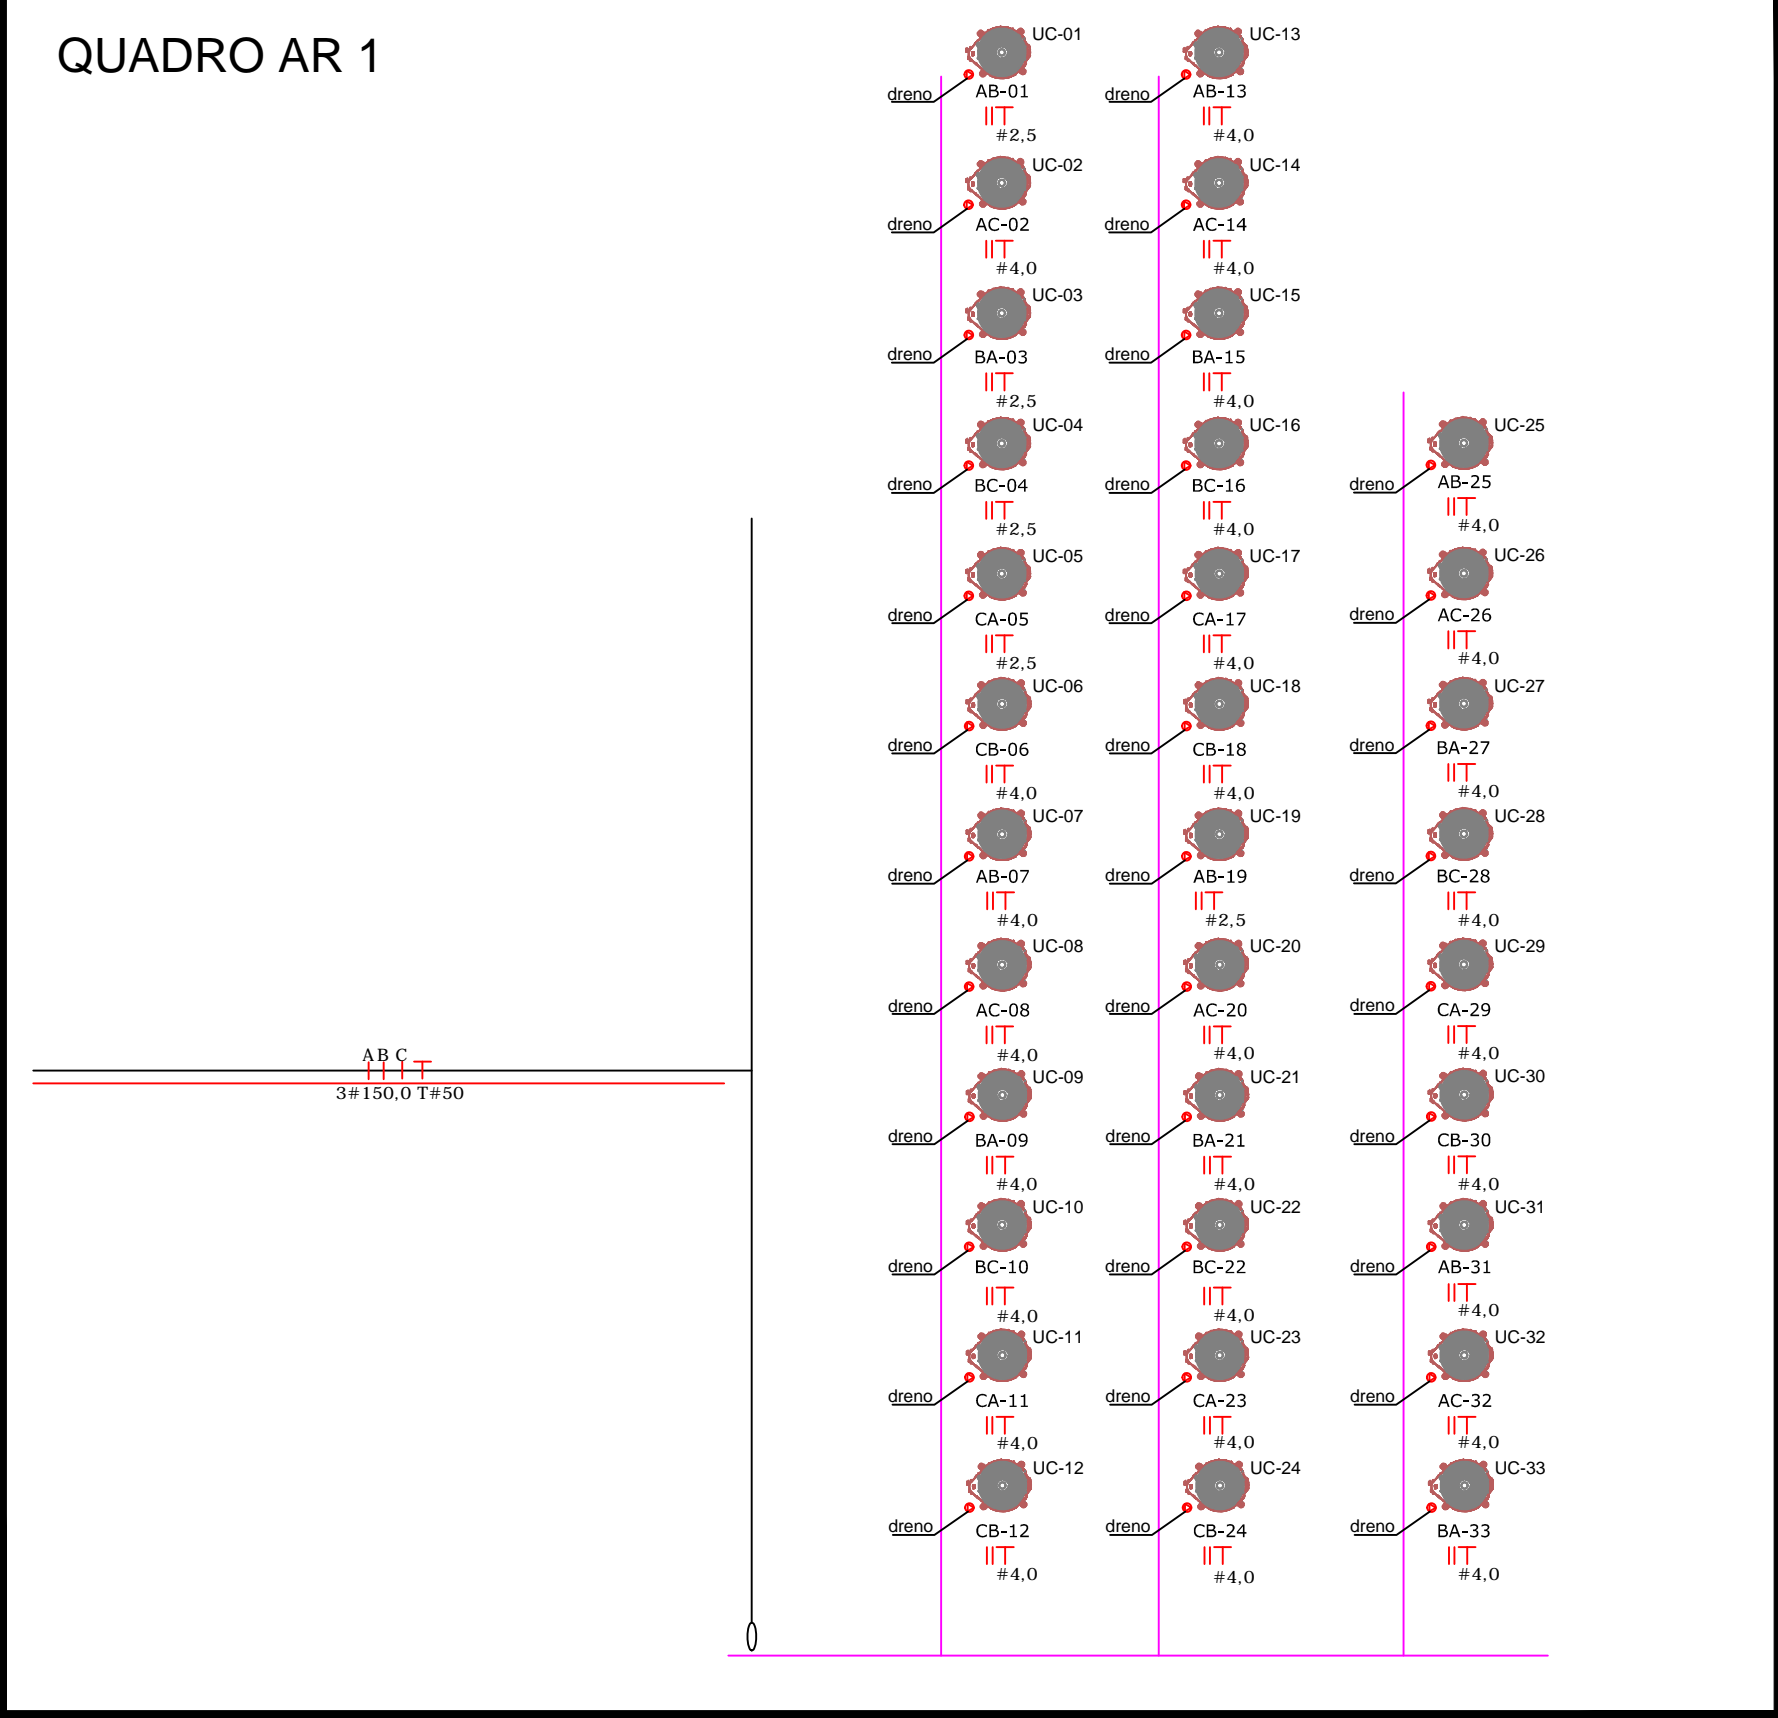 QUADRO AR 1
A B C T
3#150,0 T#50
UC-01
dreno
AB-01
#2,5
UC-02
dreno
AC-02
#4,0
UC-03
dreno
BA-03
#2,5
UC-04
dreno
BC-04
#2,5
UC-05
dreno
CA-05
#2,5
UC-06
dreno
CB-06
#4,0
UC-07
dreno
AB-07
#4,0
UC-08
dreno
AC-08
#4,0
UC-09
dreno
BA-09
#4,0
UC-10
dreno
BC-10
#4,0
UC-11
dreno
CA-11
#4,0
UC-12
dreno
CB-12
#4,0
UC-13
dreno
AB-13
#4,0
UC-14
dreno
AC-14
#4,0
UC-15
dreno
BA-15
#4,0
UC-16
dreno
BC-16
#4,0
UC-17
dreno
CA-17
#4,0
UC-18
dreno
CB-18
#4,0
UC-19
dreno
AB-19
#2,5
UC-20
dreno
AC-20
#4,0
UC-21
dreno
BA-21
#4,0
UC-22
dreno
BC-22
#4,0
UC-23
dreno
CA-23
#4,0
UC-24
dreno
CB-24
#4,0
UC-25
dreno
AB-25
#4,0
UC-26
dreno
AC-26
#4,0
UC-27
dreno
BA-27
#4,0
UC-28
dreno
BC-28
#4,0
UC-29
dreno
CA-29
#4,0
UC-30
dreno
CB-30
#4,0
UC-31
dreno
AB-31
#4,0
UC-32
dreno
AC-32
#4,0
UC-33
dreno
BA-33
#4,0